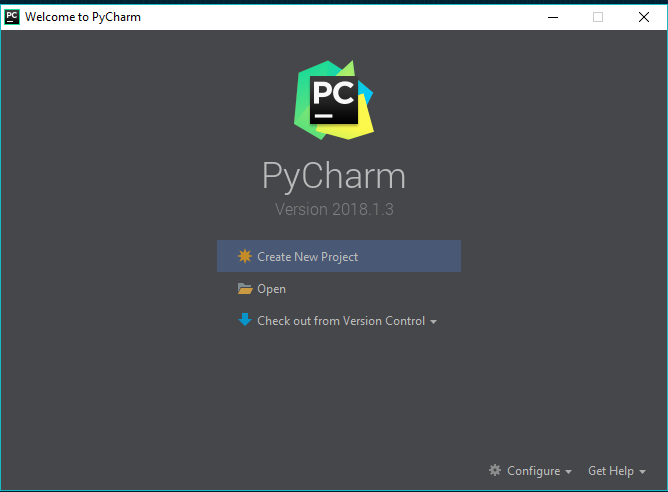 Welcome to PyCharm
PC
PyCharm
Version 2018.1.3
Create New Project
Open
Check out from Version Control
Configure
Get Help